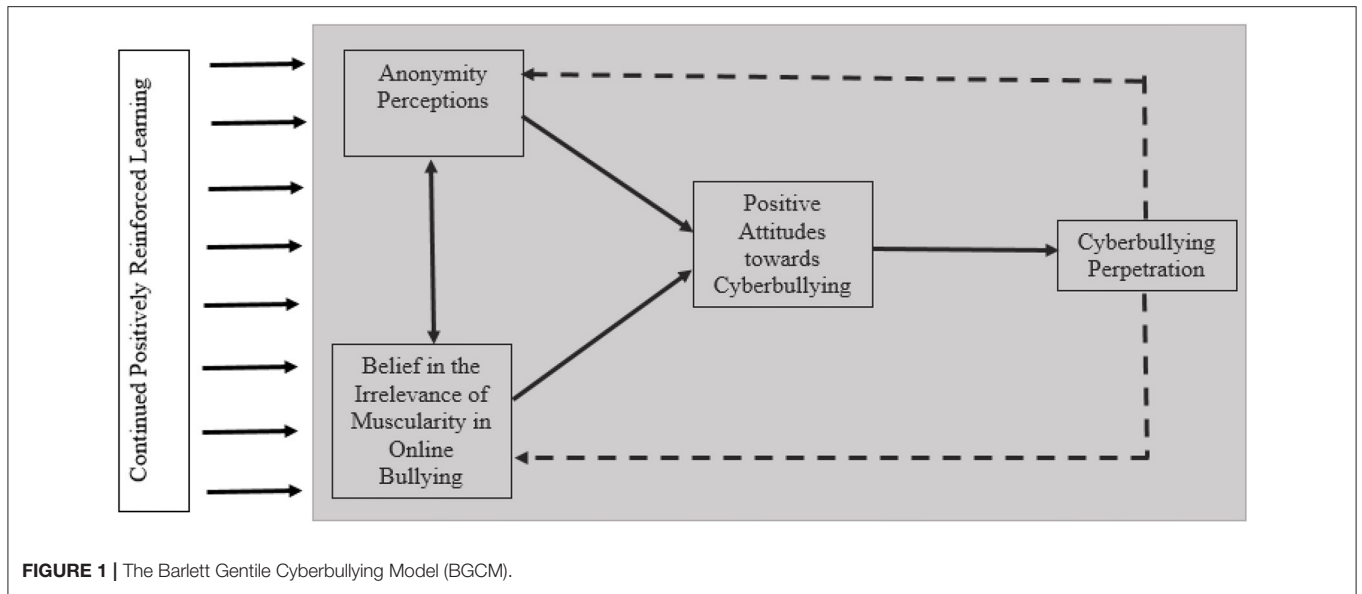 Continued Positively Reinforced Learning
Anonymity
Perceptions
Positive
Attitudes
towards
Cyberbullying
Cyberbullying
Perpetration
Belief in the
Irrelevance of
Muscularity in
Online
Bullying
FIGURE 1 | The Barlett Gentile Cyberbullying Model (BGCM).